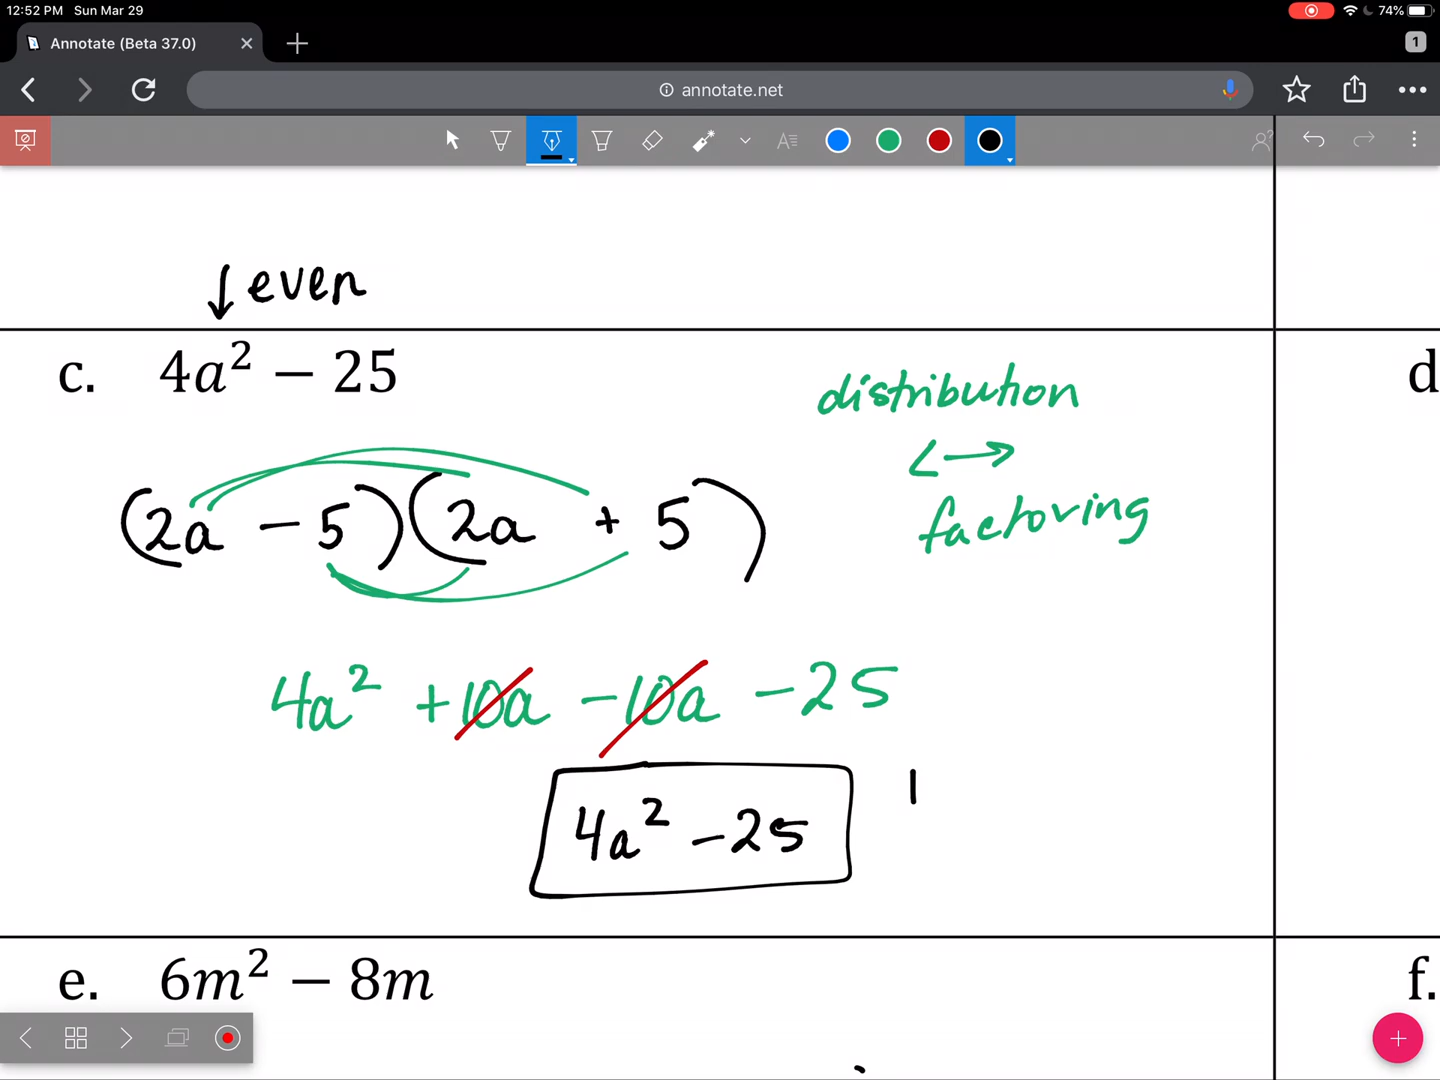 12:52 PM Sun Mar 29
74%
Annotate (Beta 37.0)
1
annotate.net
↓ even
c. 4a² − 25
d
distribution
↔
factoring
(2a − 5)(2a + 5)
4a² +10a −10a −25
4a² −25
e. 6m² − 8m
f.